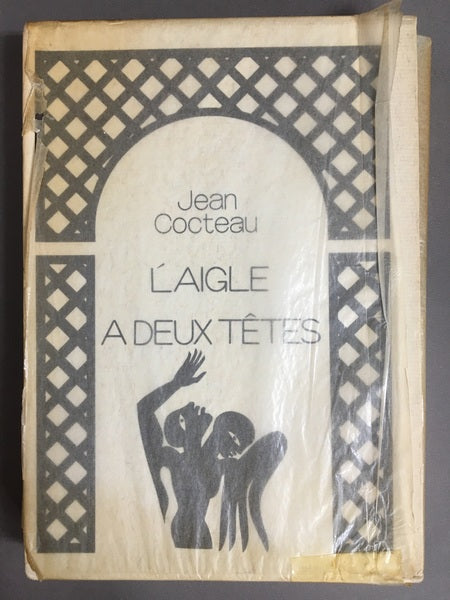 Jean
Cocteau
L'AIGLE
A DEUX TÊTES